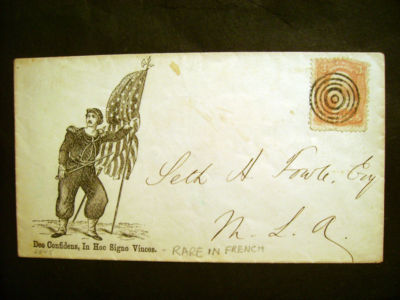 Deo Confidens, In Hoc Signo Vinces.
- RARE IN FRENCH
Seth H Fowle. Esq
M. L. A.